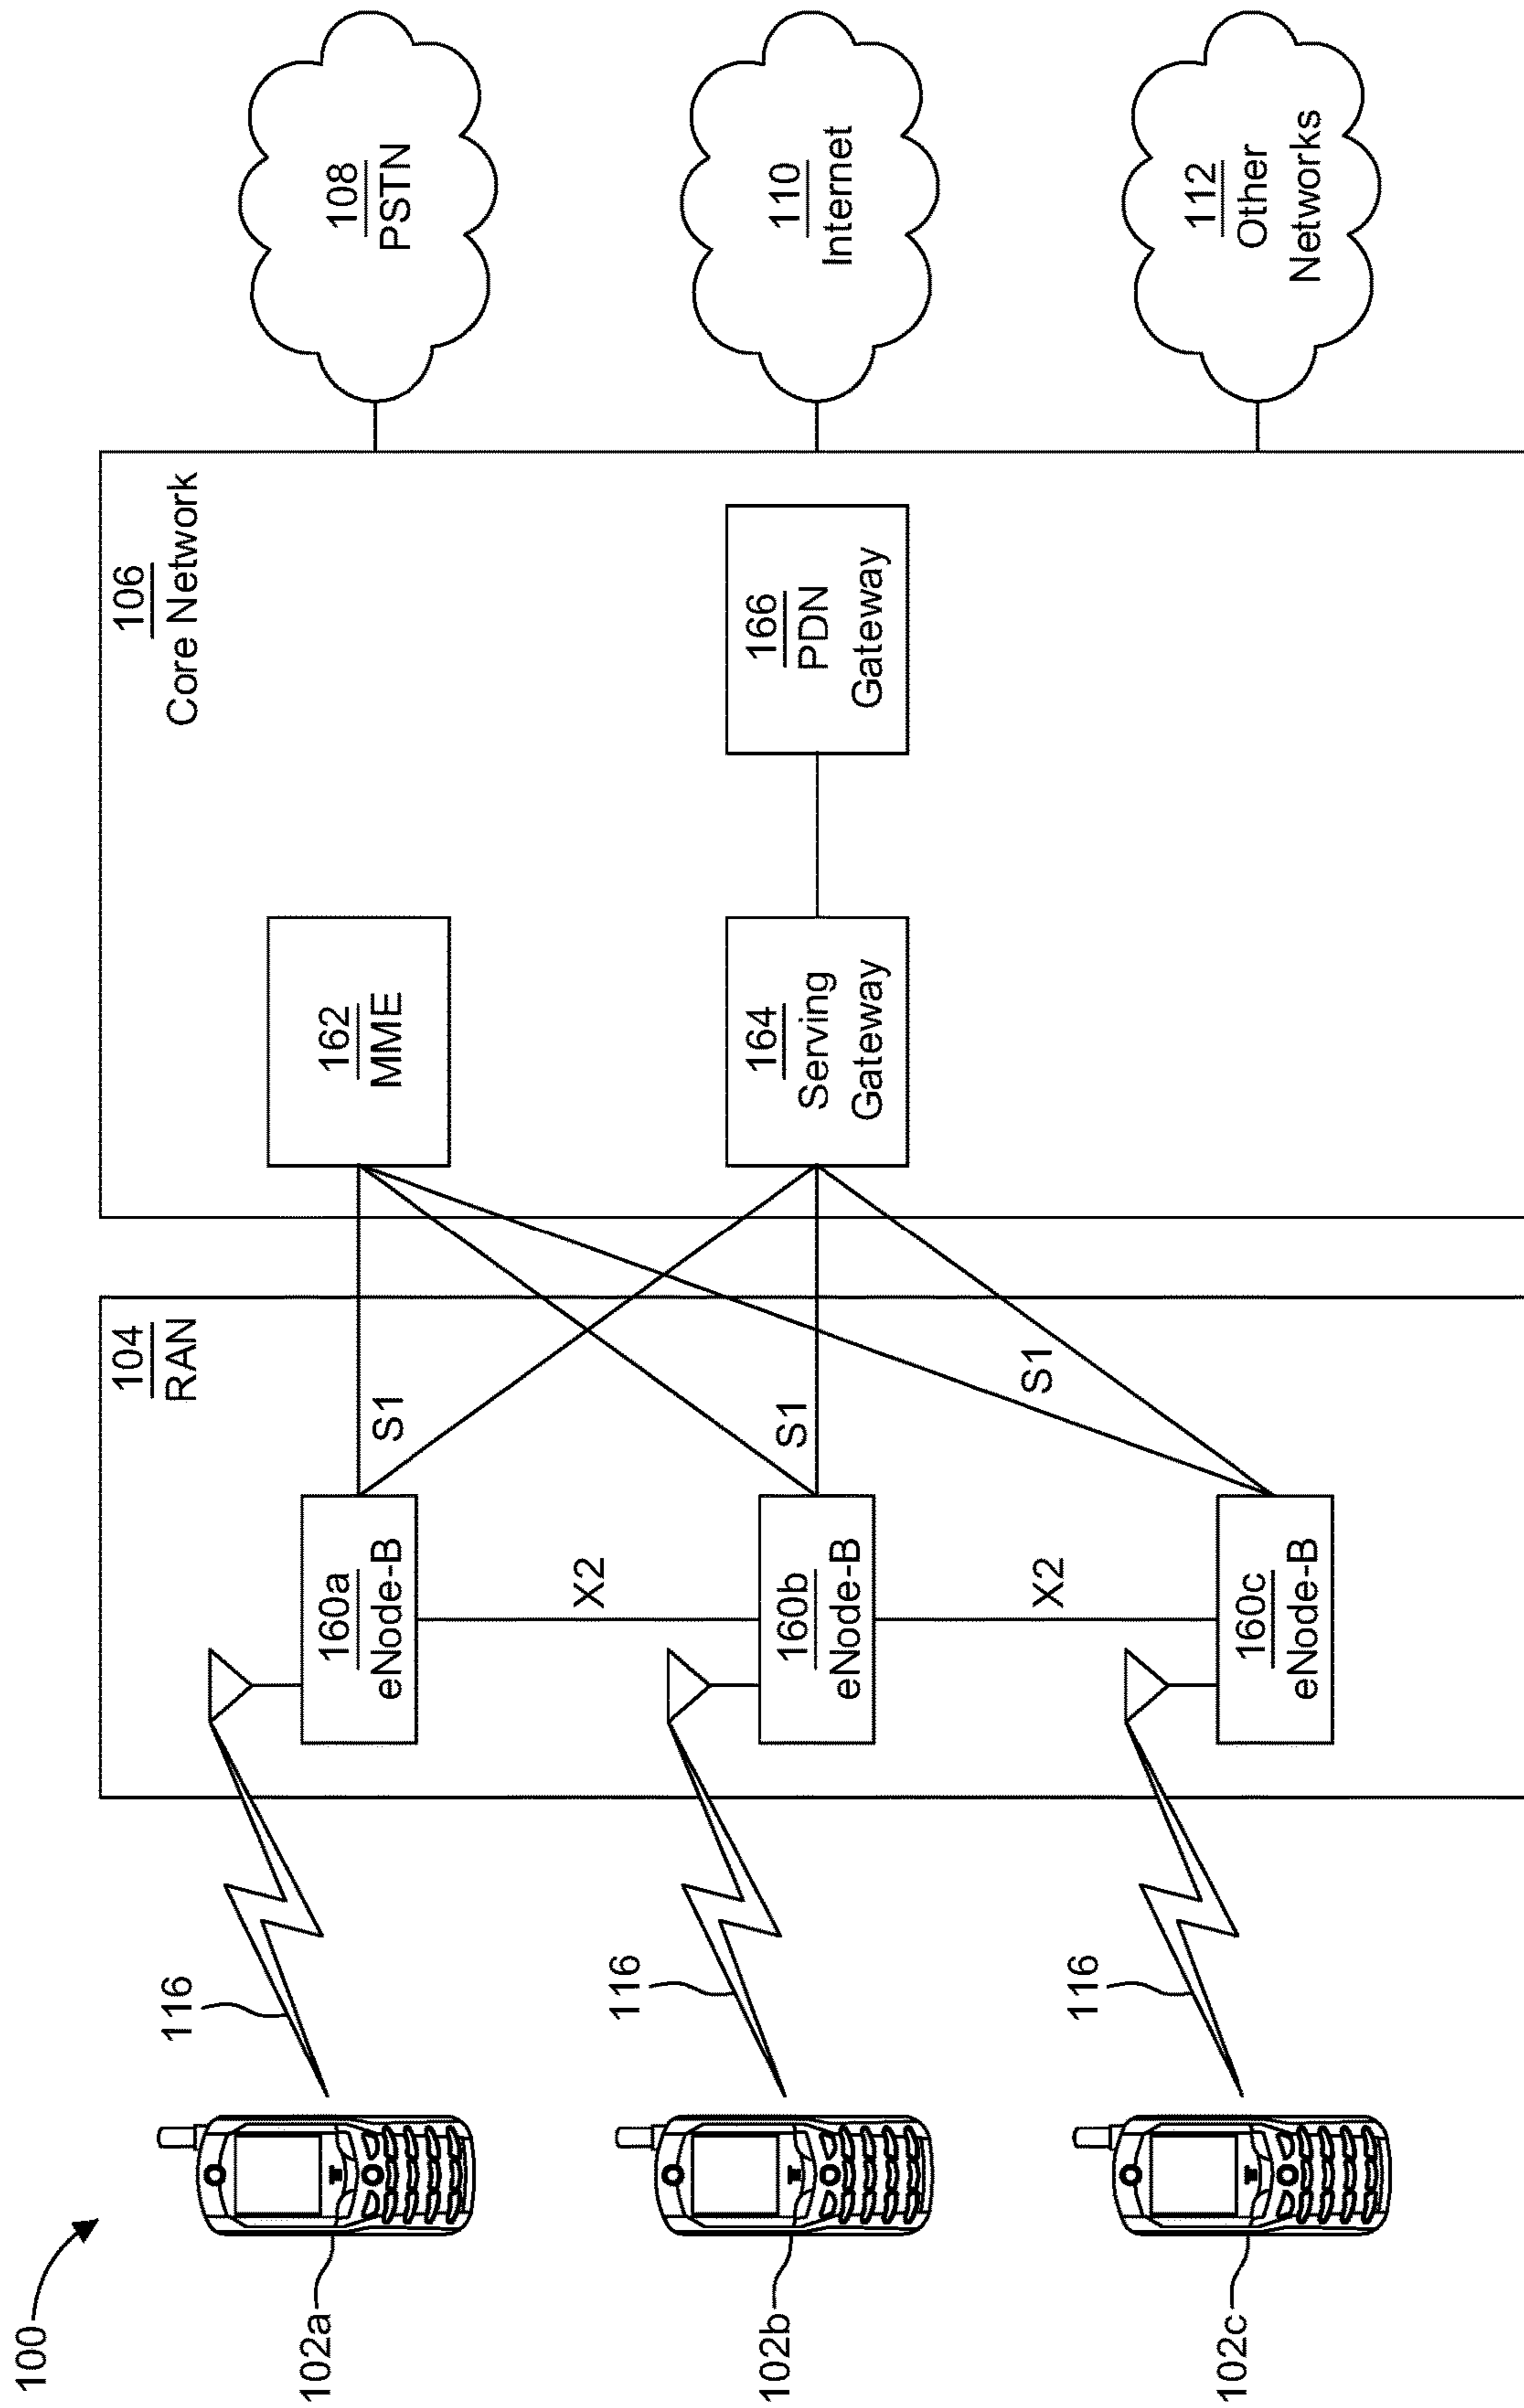 100
102a
116
160a
eNode-B
S1
104
RAN
162
MME
106
Core Network
108
PSTN
X2
102b
116
160b
eNode-B
S1
164
Serving
Gateway
166
PDN
Gateway
110
Internet
X2
102c
116
160c
eNode-B
S1
112
Other
Networks